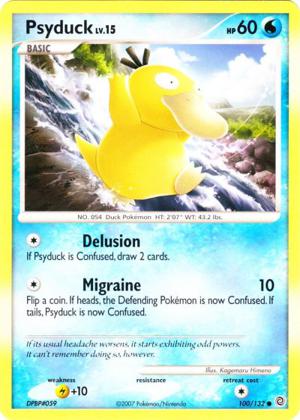 Psyduck LV.15
HP 60
BASIC
NO. 054 Duck Pokémon HT: 2'07" WT: 43.2 lbs.
Delusion
If Psyduck is Confused, draw 2 cards.
Migraine 10
Flip a coin. If heads, the Defending Pokémon is now Confused. If
tails, Psyduck is now Confused.
If its usual headache worsens, it starts exhibiting odd powers.
It can't remember doing so, however.
Illus. Kagemaru Himeno
weakness resistance retreat cost
+10
DPBP#059 ©2007 Pokémon/Nintendo 100/132